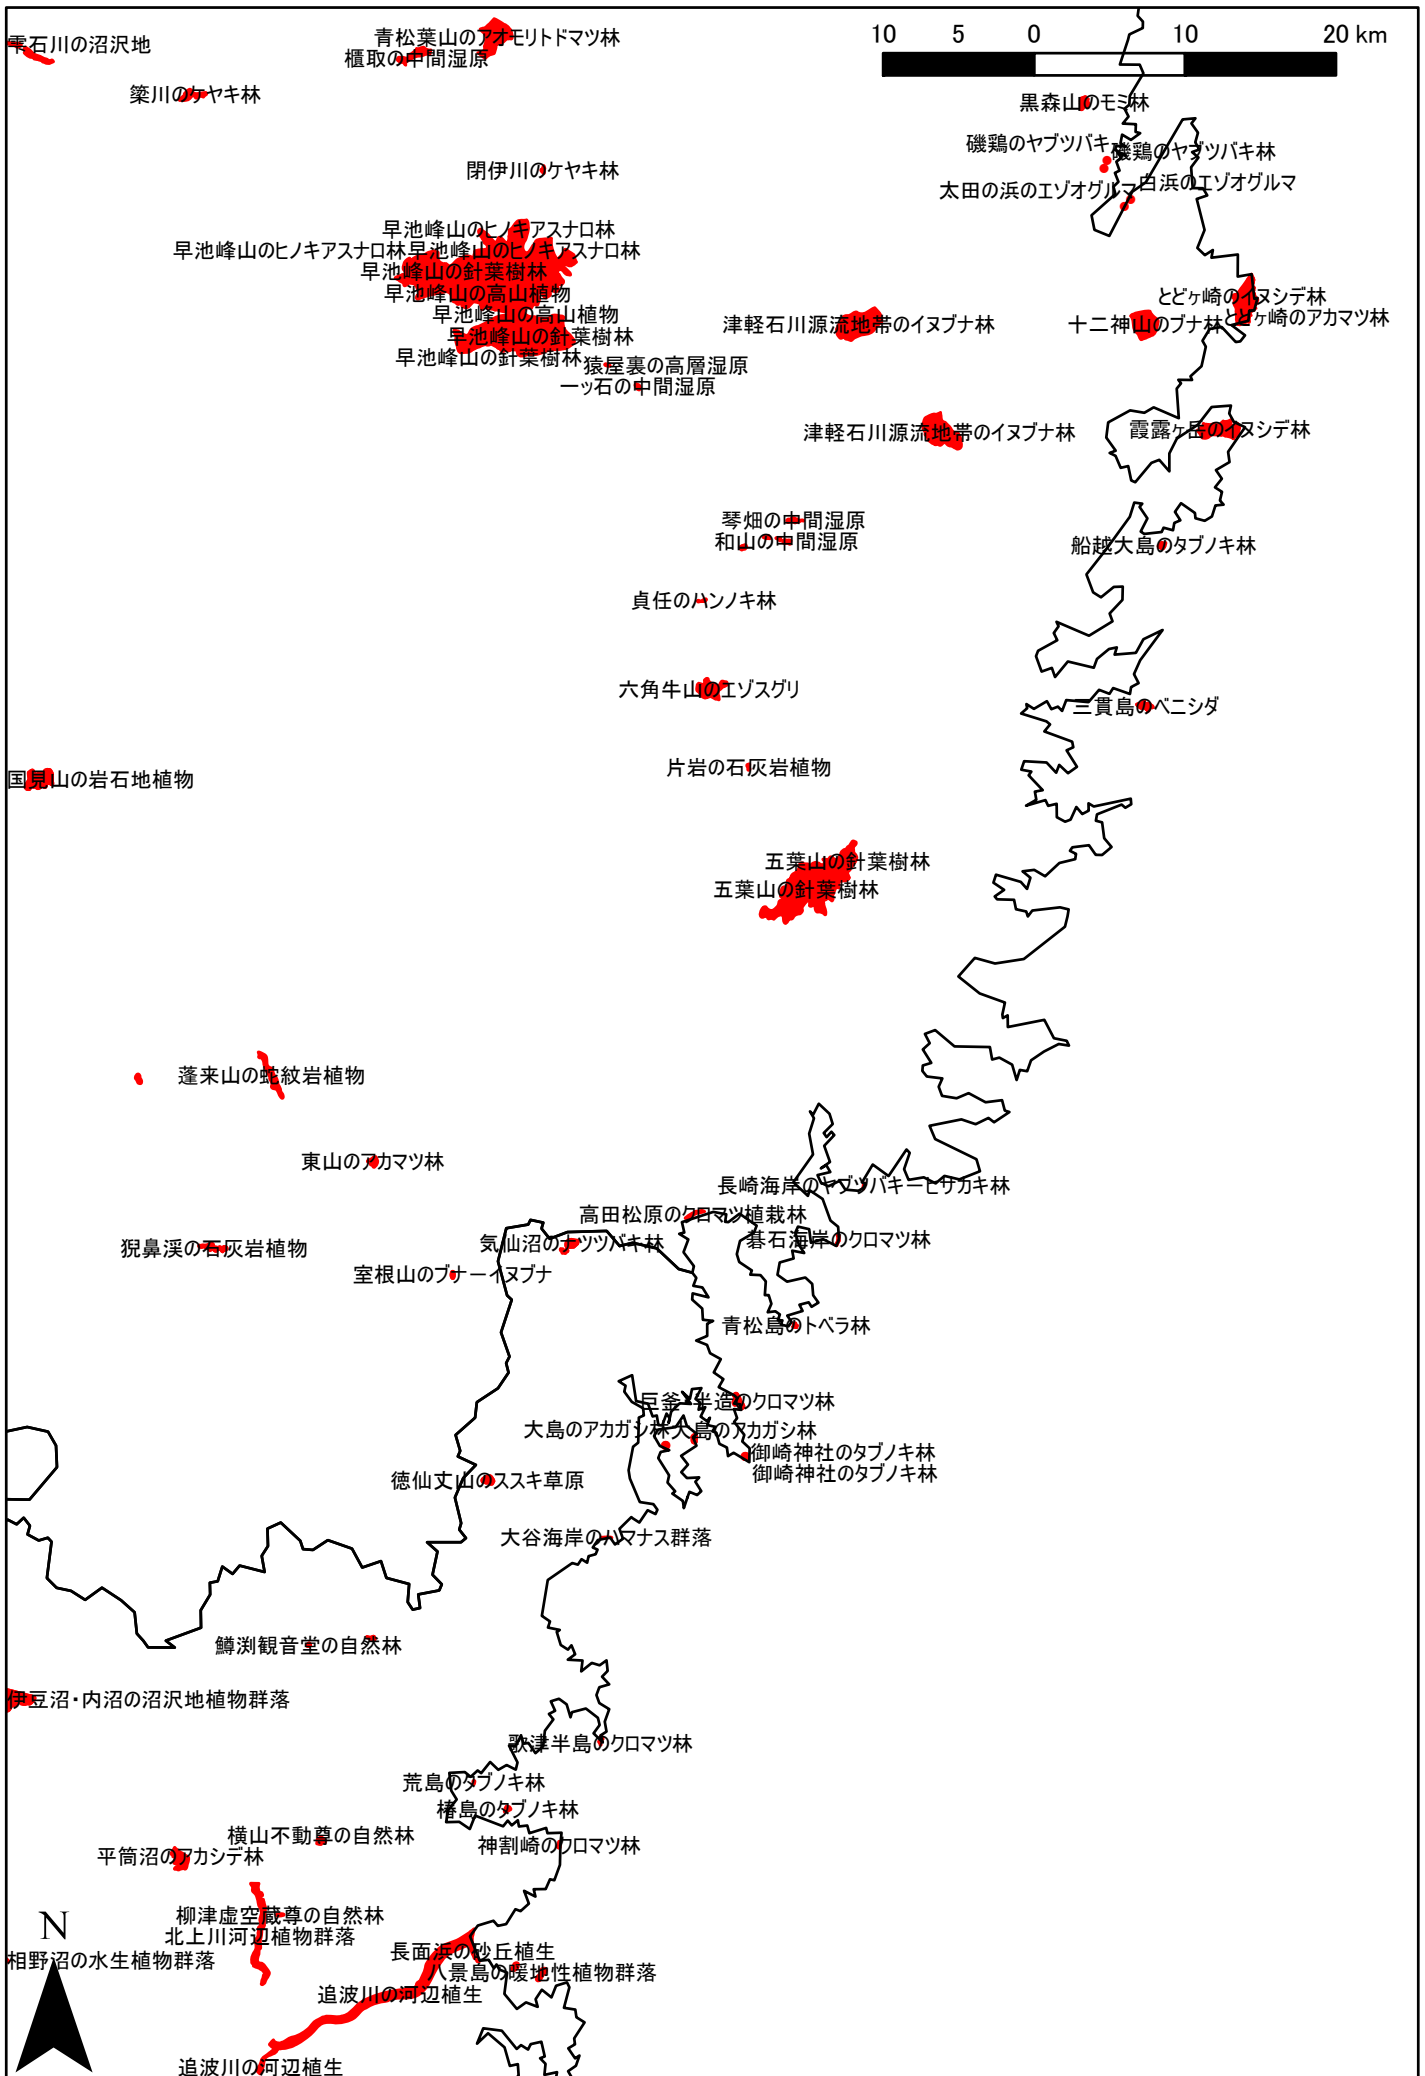 雫石川の沼沢地
青松葉山のアオモリトドマツ林
櫃取の中間湿原
10 5 0 10 20 km
簗川のケヤキ林
黒森山のモミ林
磯鶏のヤブツバキ
磯鶏のヤブツバキ林
閉伊川のケヤキ林
太田の浜のエゾオグルマ
白浜のエゾオグルマ
早池峰山のヒノキアスナロ林
早池峰山のヒノキアスナロ林
早池峰山のヒノキアスナロ林
早池峰山の針葉樹林
早池峰山の高山植物
早池峰山の高山植物
早池峰山の針葉樹林
早池峰山の針葉樹林
とどヶ崎のイヌシデ林
とどヶ崎のアカマツ林
津軽石川源流地帯のイヌブナ林
十二神山のブナ林
猿屋裏の高層湿原
一ッ石の中間湿原
津軽石川源流地帯のイヌブナ林
霞露ヶ岳のイヌシデ林
琴畑の中間湿原
和山の中間湿原
船越大島のタブノキ林
貞任のハンノキ林
六角牛山のエゾスグリ
三貫島のベニシダ
片岩の石灰岩植物
国見山の岩石地植物
五葉山の針葉樹林
五葉山の針葉樹林
蓬来山の蛇紋岩植物
東山のアカマツ林
長崎海岸のヤブツバキーヒサカキ林
高田松原のクロマツ植栽林
碁石海岸のクロマツ林
気仙沼のナツツバキ林
猊鼻渓の石灰岩植物
室根山のブナーイヌブナ
青松島のトベラ林
巨釜・半造のクロマツ林
大島のアカガシ林
大島のアカガシ林
御崎神社のタブノキ林
御崎神社のタブノキ林
徳仙丈山のススキ草原
大谷海岸のハマナス群落
鱒渕観音堂の自然林
伊豆沼・内沼の沼沢地植物群落
歌津半島のクロマツ林
荒島のタブノキ林
椿島のタブノキ林
横山不動尊の自然林
神割崎のクロマツ林
平筒沼のアカシデ林
柳津虚空蔵尊の自然林
北上川河辺植物群落
N
長面浜の砂丘植生
相野沼の水生植物群落
八景島の暖地性植物群落
追波川の河辺植生
追波川の河辺植生